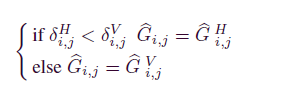 if δ^H_{i,j} < δ^V_{i,j} Ĝ_{i,j} = Ĝ^H_{i,j}
else Ĝ_{i,j} = Ĝ^V_{i,j}